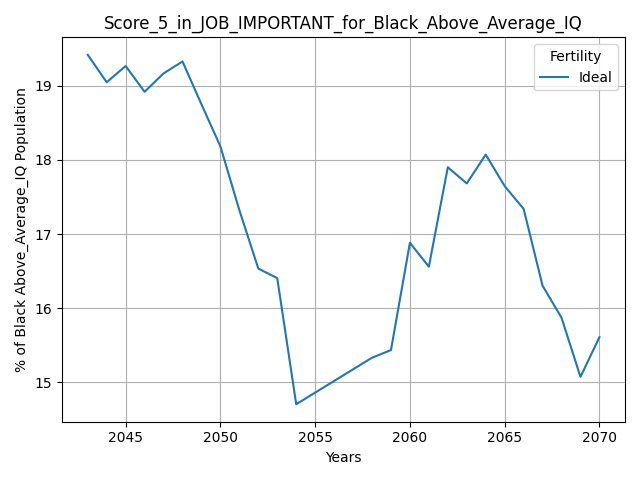 Score_5_in_JOB_IMPORTANT_for_Black_Above_Average_IQ
Fertility
Ideal
% of Black Above_Average_IQ Population
19
18
17
16
15
2045
2050
2055
2060
2065
2070
Years